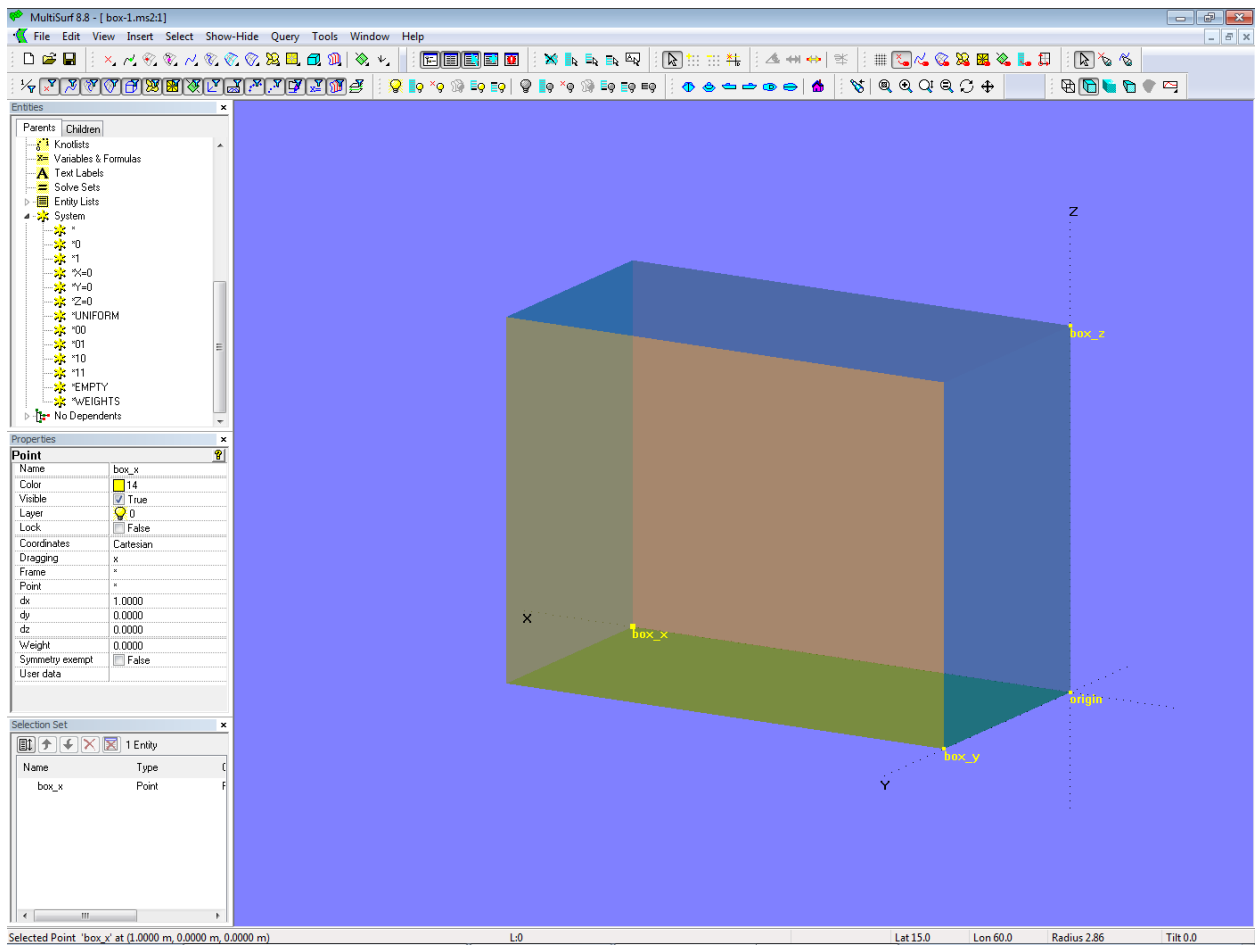 MultiSurf 8.8 - [ box-1.ms2:1]
File Edit View Insert Select Show-Hide Query Tools Window Help
Entities
Parents Children
Knotlists
X= Variables & Formulas
A Text Labels
Solve Sets
Entity Lists
System
*
*0
*1
*X=0
*Y=0
*Z=0
*UNIFORM
*00
*01
*10
*11
*EMPTY
*WEIGHTS
No Dependents
Properties
Point
Name box_x
Color 14
Visible True
Layer 0
Lock False
Coordinates Cartesian
Dragging x
Frame *
Point *
dx 1.0000
dy 0.0000
dz 0.0000
Weight 0.0000
Symmetry exempt False
User data
Selection Set
1 Entity
Name Type
box_x Point
Z
box_z
X
box_x
origin
box_y
Y
Selected Point 'box_x' at (1.0000 m, 0.0000 m, 0.0000 m) L:0 Lat 15.0 Lon 60.0 Radius 2.86 Tilt 0.0